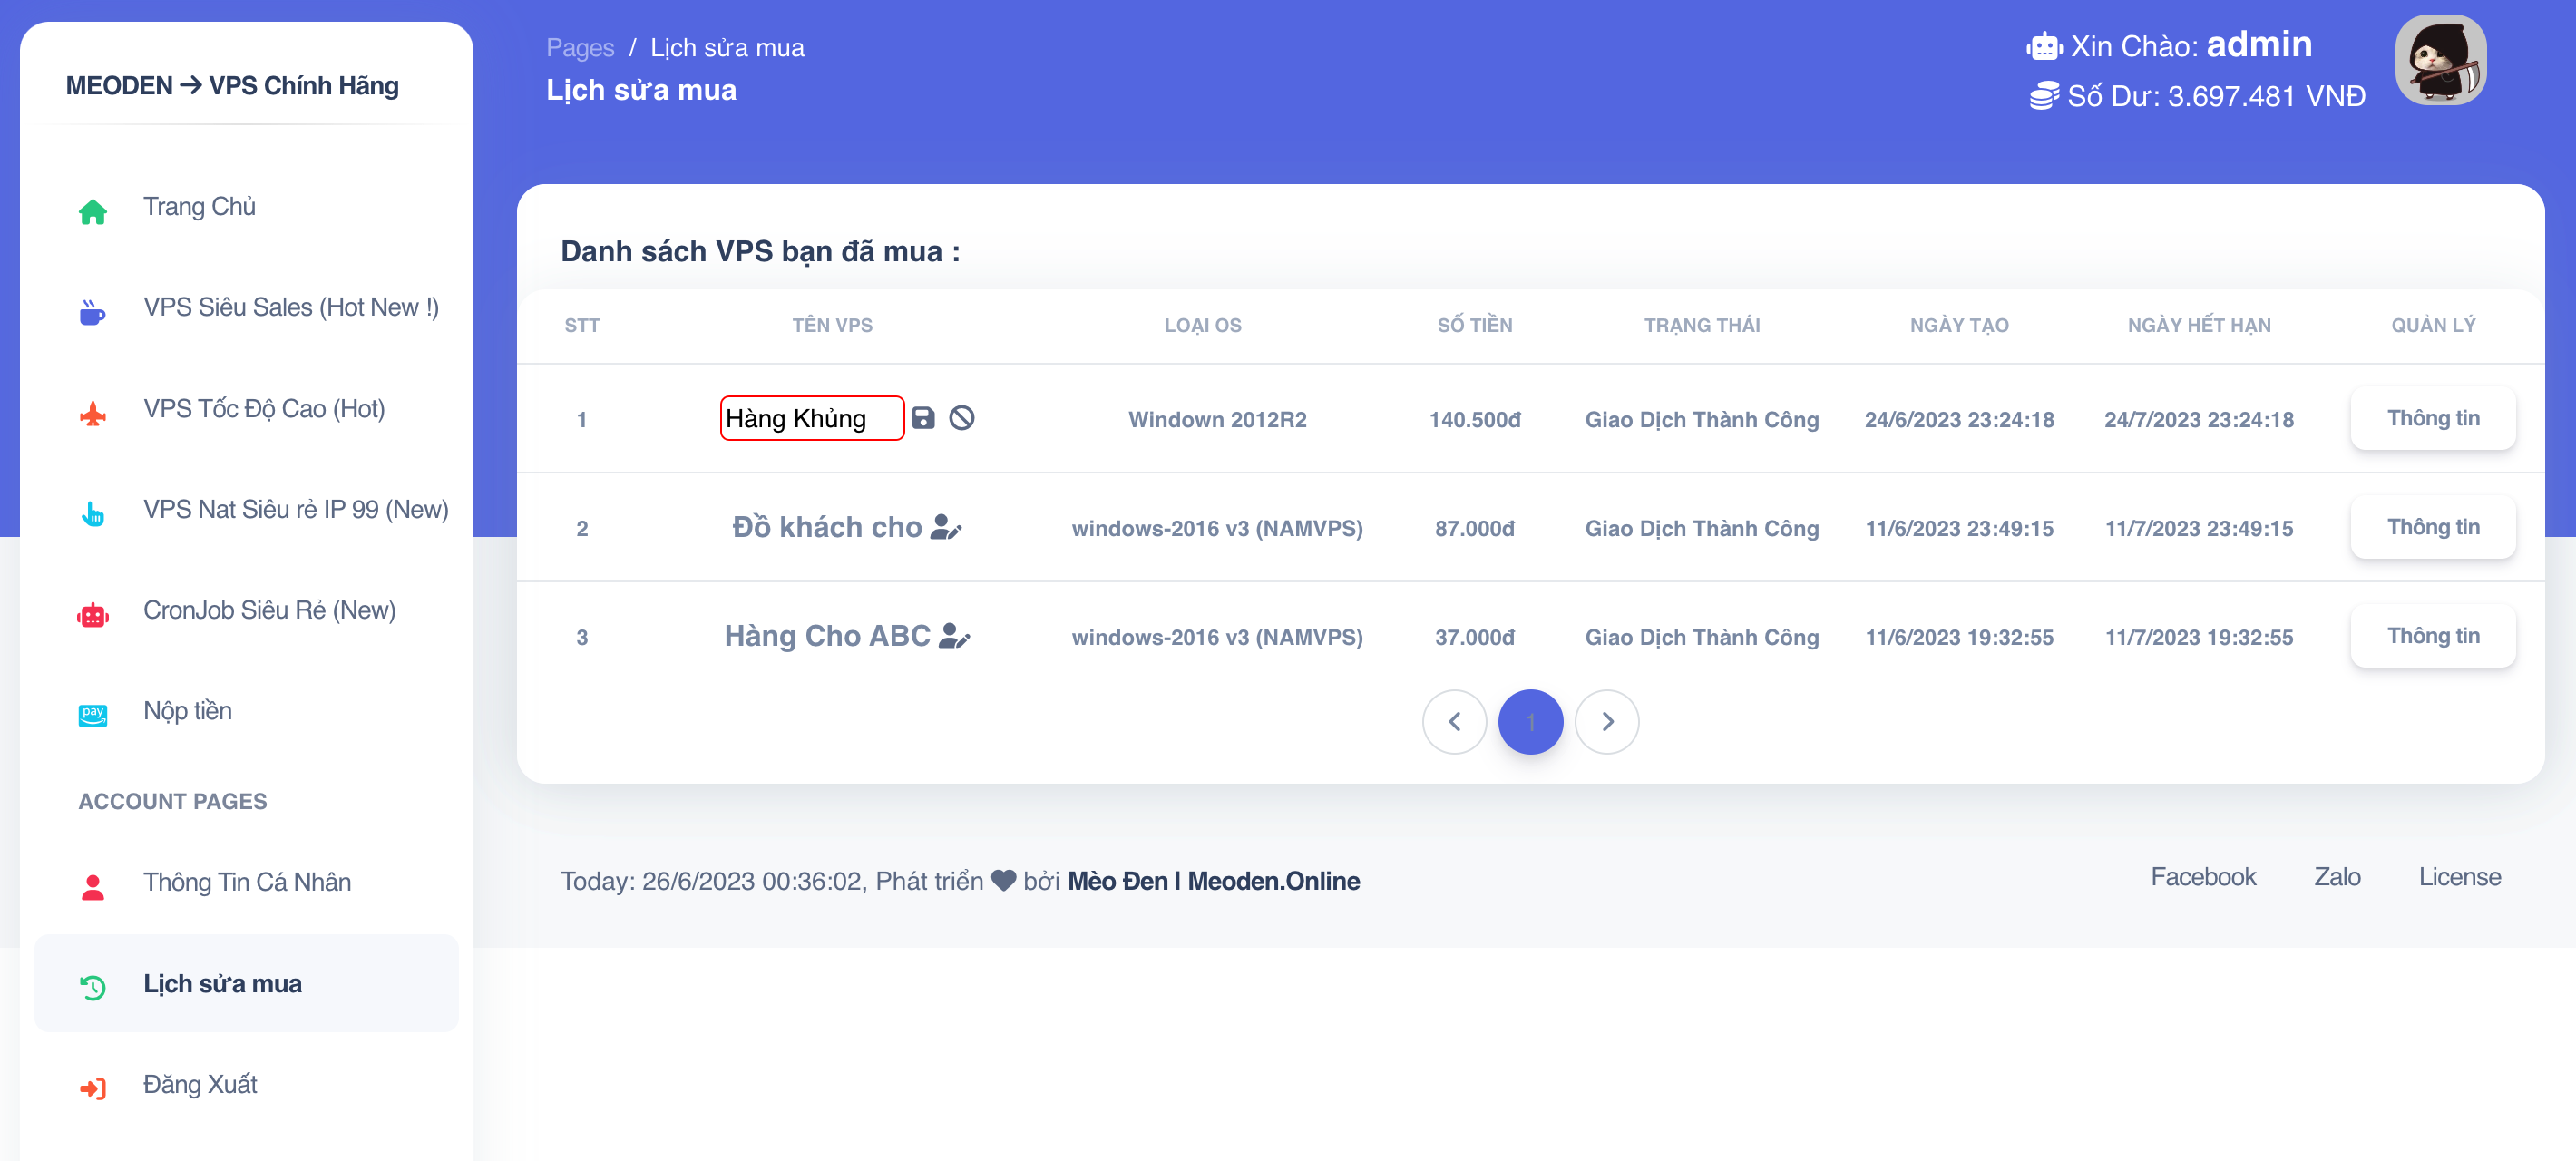 MEODEN → VPS Chính Hãng
Trang Chủ
VPS Siêu Sales (Hot New !)
VPS Tốc Độ Cao (Hot)
VPS Nat Siêu rẻ IP 99 (New)
CronJob Siêu Rẻ (New)
pay
Nộp tiền
ACCOUNT PAGES
Thông Tin Cá Nhân
Lịch sửa mua
Đăng Xuất
Pages / Lịch sửa mua
Lịch sửa mua
Xin Chào: admin
Số Dư: 3.697.481 VNĐ
Danh sách VPS bạn đã mua :
STT TÊN VPS LOẠI OS SỐ TIỀN TRẠNG THÁI NGÀY TẠO NGÀY HẾT HẠN QUẢN LÝ
1 Hàng Khủng Windown 2012R2 140.500đ Giao Dịch Thành Công 24/6/2023 23:24:18 24/7/2023 23:24:18 Thông tin
2 Đồ khách cho windows-2016 v3 (NAMVPS) 87.000đ Giao Dịch Thành Công 11/6/2023 23:49:15 11/7/2023 23:49:15 Thông tin
3 Hàng Cho ABC windows-2016 v3 (NAMVPS) 37.000đ Giao Dịch Thành Công 11/6/2023 19:32:55 11/7/2023 19:32:55 Thông tin
1
Today: 26/6/2023 00:36:02, Phát triển ♥ bởi Mèo Đen | Meoden.Online
Facebook Zalo License